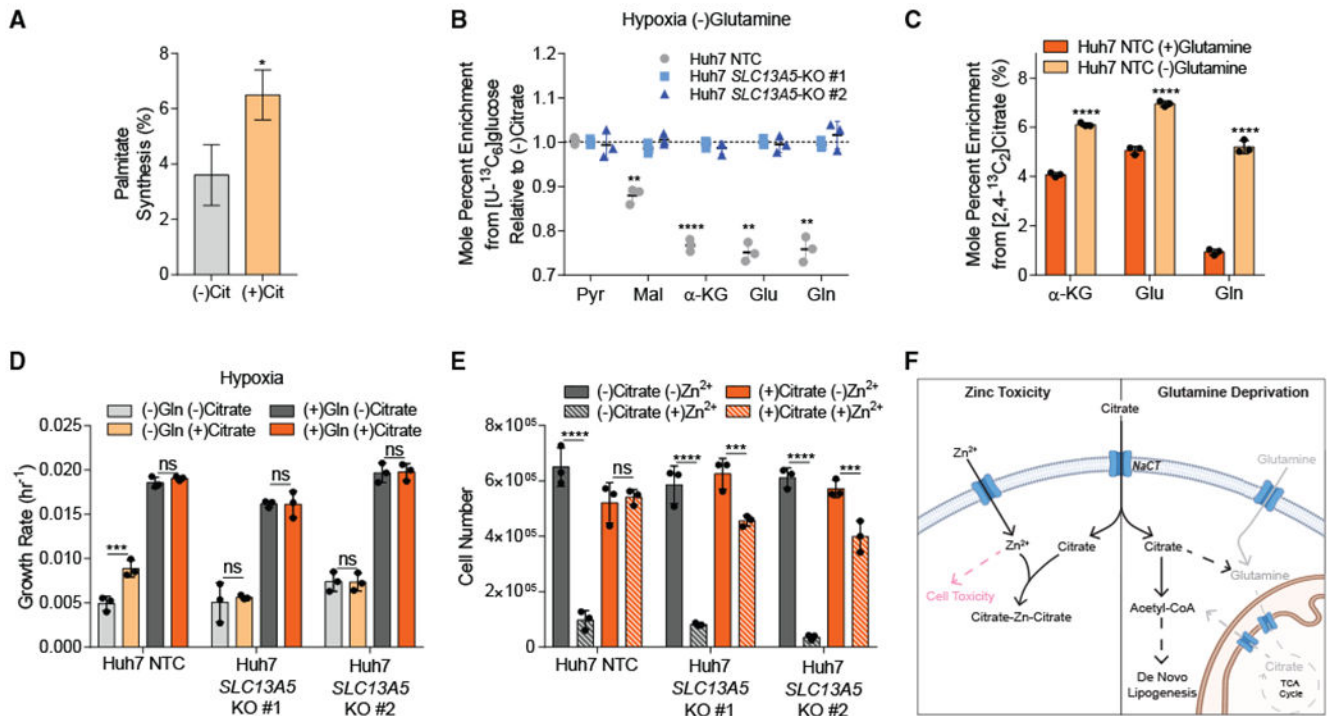 A
Palmitate
Synthesis (%)
8
6
4
2
0
*
(-)Cit
(+)Cit
B
Hypoxia (-)Glutamine
Mole Percent Enrichment
from [U-¹³C₆]glucose
Relative to (-)Citrate
1.2
1.1
1.0
0.9
0.8
0.7
Huh7 NTC
Huh7 SLC13A5-KO #1
Huh7 SLC13A5-KO #2
**
****
**
**
Pyr
Mal
α-KG
Glu
Gln
C
Huh7 NTC (+)Glutamine
Huh7 NTC (-)Glutamine
Mole Percent Enrichment
from [2,4-¹³C₂]Citrate (%)
8
6
4
2
0
****
****
****
α-KG
Glu
Gln
D
Hypoxia
(-)Gln (-)Citrate
(+)Gln (-)Citrate
(-)Gln (+)Citrate
(+)Gln (+)Citrate
Growth Rate (hr⁻¹)
0.025
0.020
0.015
0.010
0.005
0.000
***
ns
ns
ns
ns
ns
Huh7 NTC
Huh7
SLC13A5
KO #1
Huh7
SLC13A5
KO #2
E
(-)Citrate (-)Zn²⁺
(+)Citrate (-)Zn²⁺
(-)Citrate (+)Zn²⁺
(+)Citrate (+)Zn²⁺
Cell Number
8×10⁰⁵
6×10⁰⁵
4×10⁰⁵
2×10⁰⁵
0
****
ns
****
***
****
***
Huh7 NTC
Huh7
SLC13A5
KO #1
Huh7
SLC13A5
KO #2
F
Zinc Toxicity
Glutamine Deprivation
Citrate
Zn²⁺
NaCT
Glutamine
Zn²⁺
Citrate
Citrate
Glutamine
Cell Toxicity
Citrate-Zn-Citrate
Acetyl-CoA
De Novo
Lipogenesis
Citrate
TCA
Cycle